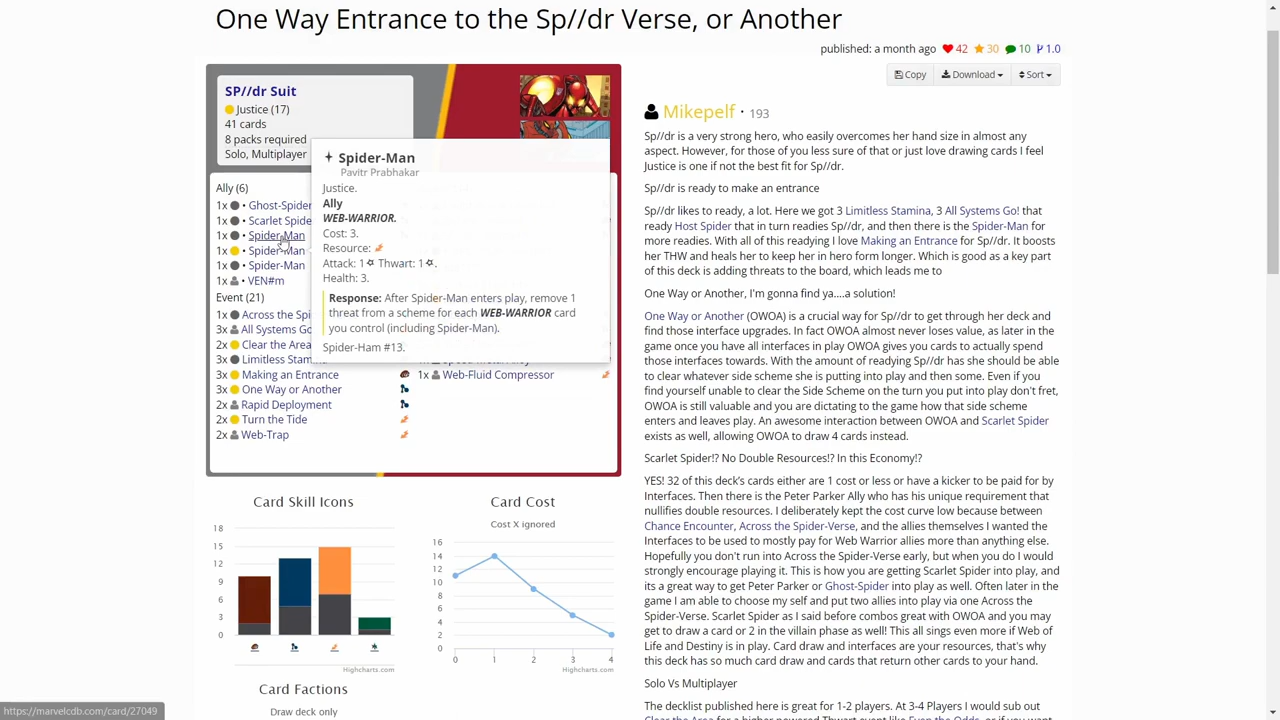 One Way Entrance to the Sp//dr Verse, or Another
published: a month ago 42 30 10 1.0
Copy Download Sort
SP//dr Suit
Justice (17)
41 cards
8 packs required
Solo, Multiplayer
Spider-Man
Pavitr Prabhakar
Justice.
Ally
WEB-WARRIOR.
Cost: 3.
Resource:
Attack: 1 Thwart: 1.
Health: 3.
Response: After Spider-Man enters play, remove 1
threat from a scheme for each WEB-WARRIOR card
you control (including Spider-Man).
Spider-Ham #13.
Ally (6)
1x • Ghost-Spider
1x • Scarlet Spide
1x • Spider-Man
1x • Spider-Man
1x • Spider-Man
1x • VEN#m
Event (21)
1x Across the Spi
3x All Systems Go
2x Clear the Area
3x Limitless Stam
3x Making an Entrance
3x One Way or Another
2x Rapid Deployment
2x Turn the Tide
2x Web-Trap
1x Web-Fluid Compressor
Card Skill Icons
18
15
12
9
6
3
0
Highcharts.com
Card Cost
Cost X ignored
16
14
12
10
8
6
4
2
0
0 1 2 3 4
Highcharts.com
Card Factions
Draw deck only
Mikepelf · 193
Sp//dr is a very strong hero, who easily overcomes her hand size in almost any
aspect. However, for those of you less sure of that or just love drawing cards I feel
Justice is one if not the best fit for Sp//dr.
Sp//dr is ready to make an entrance
Sp//dr likes to ready, a lot. Here we got 3 Limitless Stamina, 3 All Systems Go! that
ready Host Spider that in turn readies Sp//dr, and then there is the Spider-Man for
more readies. With all of this readying I love Making an Entrance for Sp//dr. It boosts
her THW and heals her to keep her in hero form longer. Which is good as a key part
of this deck is adding threats to the board, which leads me to
One Way or Another, I'm gonna find ya....a solution!
One Way or Another (OWOA) is a crucial way for Sp//dr to get through her deck and
find those interface upgrades. In fact OWOA almost never loses value, as later in the
game once you have all interfaces in play OWOA gives you cards to actually spend
those interfaces towards. With the amount of readying Sp//dr has she should be able
to clear whatever side scheme she is putting into play and then some. Even if you
find yourself unable to clear the Side Scheme on the turn you put into play don't fret,
OWOA is still valuable and you are dictating to the game how that side scheme
enters and leaves play. An awesome interaction between OWOA and Scarlet Spider
exists as well, allowing OWOA to draw 4 cards instead.
Scarlet Spider!? No Double Resources!? In this Economy!?
YES! 32 of this deck's cards either are 1 cost or less or have a kicker to be paid for by
Interfaces. Then there is the Peter Parker Ally who has his unique requirement that
nullifies double resources. I deliberately kept the cost curve low because between
Chance Encounter, Across the Spider-Verse, and the allies themselves I wanted the
Interfaces to be used to mostly pay for Web Warrior allies more than anything else.
Hopefully you don't run into Across the Spider-Verse early, but when you do I would
strongly encourage playing it. This is how you are getting Scarlet Spider into play, and
its a great way to get Peter Parker or Ghost-Spider into play as well. Often later in the
game I am able to choose my self and put two allies into play via one Across the
Spider-Verse. Scarlet Spider as I said before combos great with OWOA and you may
get to draw a card or 2 in the villain phase as well! This all sings even more if Web of
Life and Destiny is in play. Card draw and interfaces are your resources, that's why
this deck has so much card draw and cards that return other cards to your hand.
Solo Vs Multiplayer
The decklist published here is great for 1-2 players. At 3-4 Players I would sub out
https://marvelcdb.com/card/27049